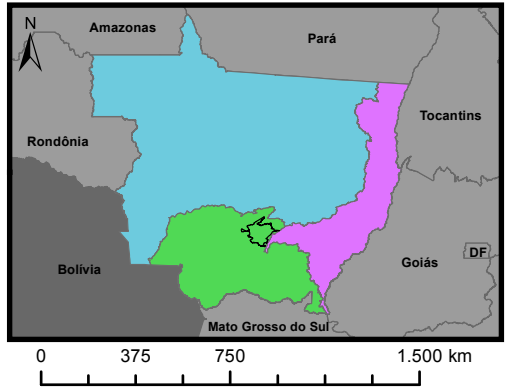 N
Amazonas
Pará
Tocantins
Rondônia
Bolívia
Goiás
DF
Mato Grosso do Sul
0 375 750 1.500 km